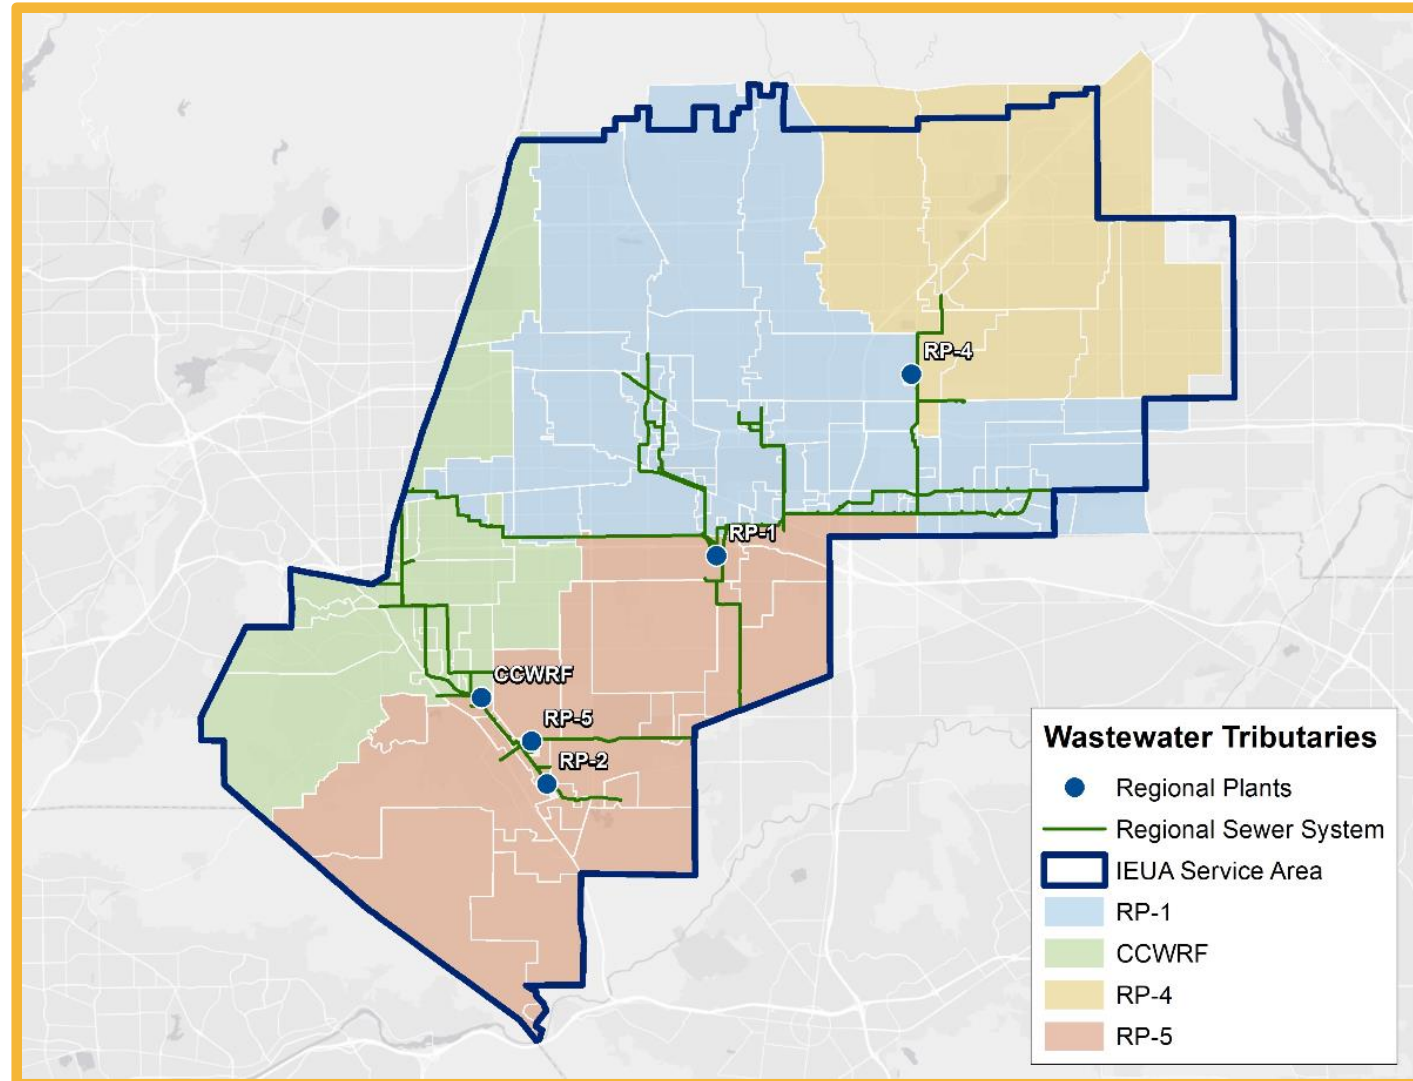 RP-4
RP-1
CCWRF
RP-5
RP-2
Wastewater Tributaries
Regional Plants
Regional Sewer System
IEUA Service Area
RP-1
CCWRF
RP-4
RP-5